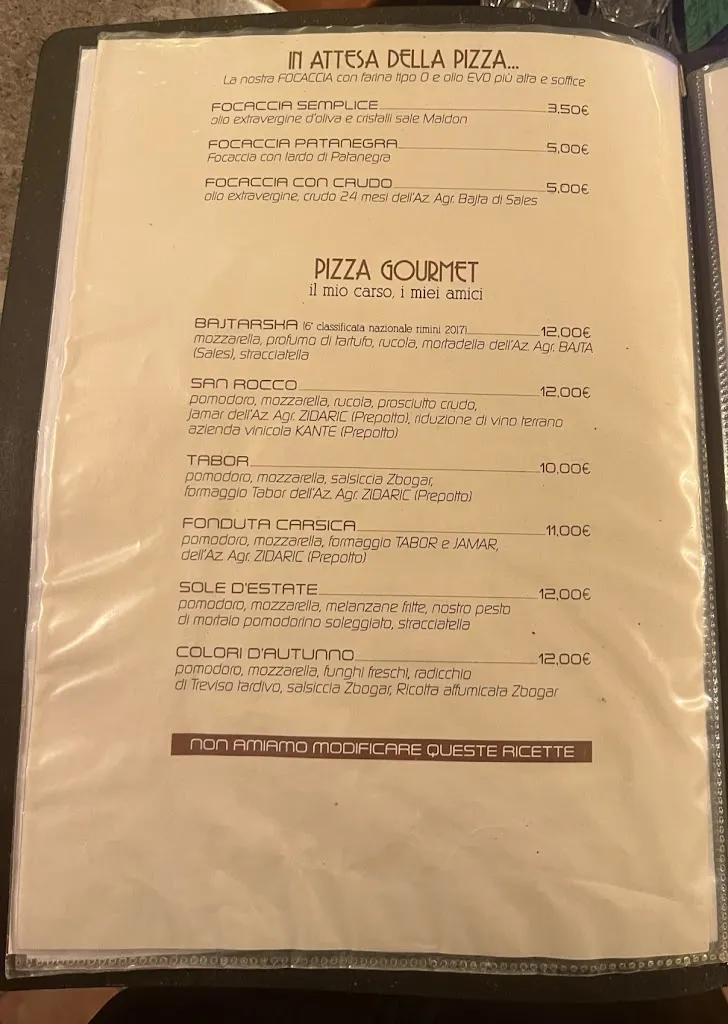 IN ATTESA DELLA PIZZA...
La nostra FOCACCIA con farina tipo 0 e olio EVO più alta e soffice
FOCACCIA SEMPLICE 3,50€
olio extravergine d'oliva e cristalli sale Maldon
FOCACCIA PATANEGRA 5,00€
Focaccia con lardo di Patanegra
FOCACCIA CON CRUDO 5,00€
olio extravergine, crudo 24 mesi dell'Az. Agr. Bajta di Sales
PIZZA GOURMET
il mio carso, i miei amici
BAJTARSKA (6° classificata nazionale rimini 2017) 12,00€
mozzarella, profumo di tartufo, rucola, mortadella dell'Az. Agr. BAJTA
(Sales), stracciatella
SAN ROCCO 12,00€
pomodoro, mozzarella, rucola, prosciutto crudo,
jamar dell'Az. Agr. ZIDARIC (Prepotto), riduzione di vino terrano
azienda vinicola KANTE (Prepotto)
TABOR 10,00€
pomodoro, mozzarella, salsiccia Zbogar,
formaggio Tabor dell'Az. Agr. ZIDARIC (Prepotto)
FONDUTA CARSICA 11,00€
pomodoro, mozzarella, formaggio TABOR e JAMAR,
dell'Az. Agr. ZIDARIC (Prepotto)
SOLE D'ESTATE 12,00€
pomodoro, mozzarella, melanzane fritte, nostro pesto
di mortaio pomodorino soleggiato, stracciatella
COLORI D'AUTUNNO 12,00€
pomodoro, mozzarella, funghi freschi, radicchio
di Treviso tardivo, salsiccia Zbogar, Ricotta affumicata Zbogar
NON AMIAMO MODIFICARE QUESTE RICETTE